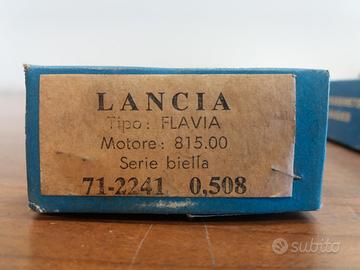 LANCIA
Tipo: FLAVIA
Motore: 815.00
Serie biella
71-2241 0,508
subito